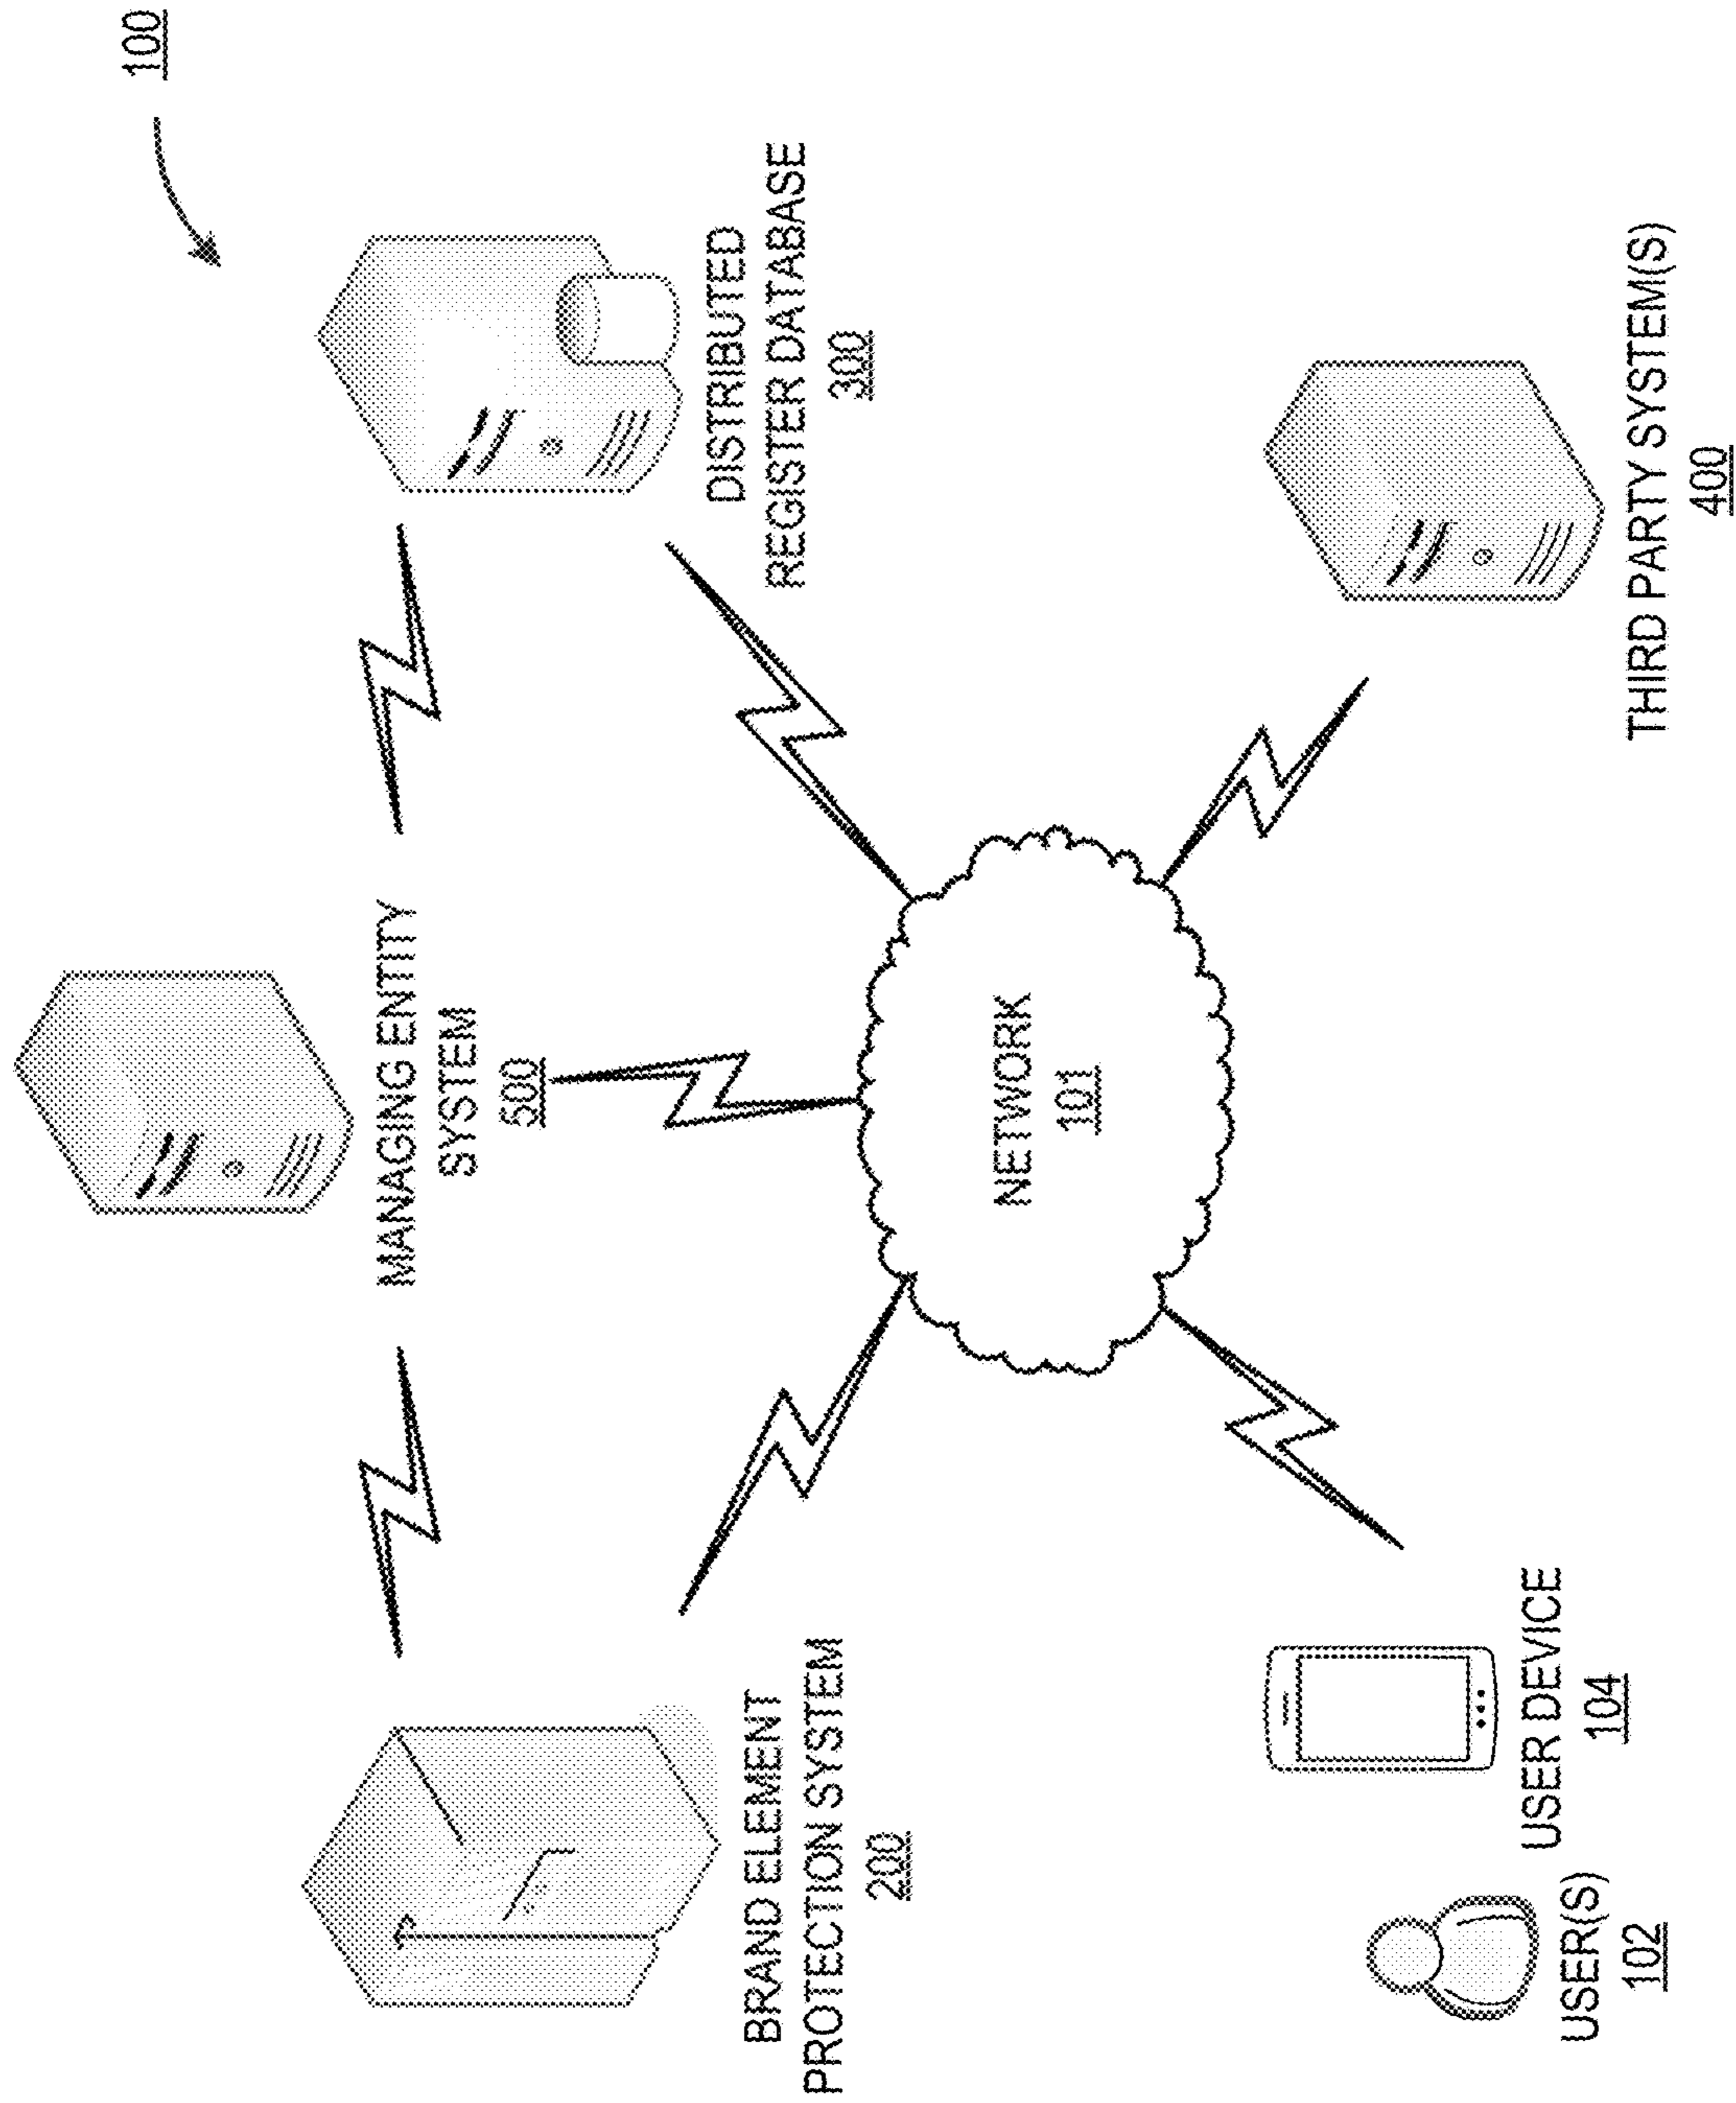 100
MANAGING ENTITY
SYSTEM
500
BRAND ELEMENT
PROTECTION SYSTEM
200
DISTRIBUTED
REGISTER DATABASE
300
NETWORK
101
USER(S)
102
USER DEVICE
104
THIRD PARTY SYSTEM(S)
400